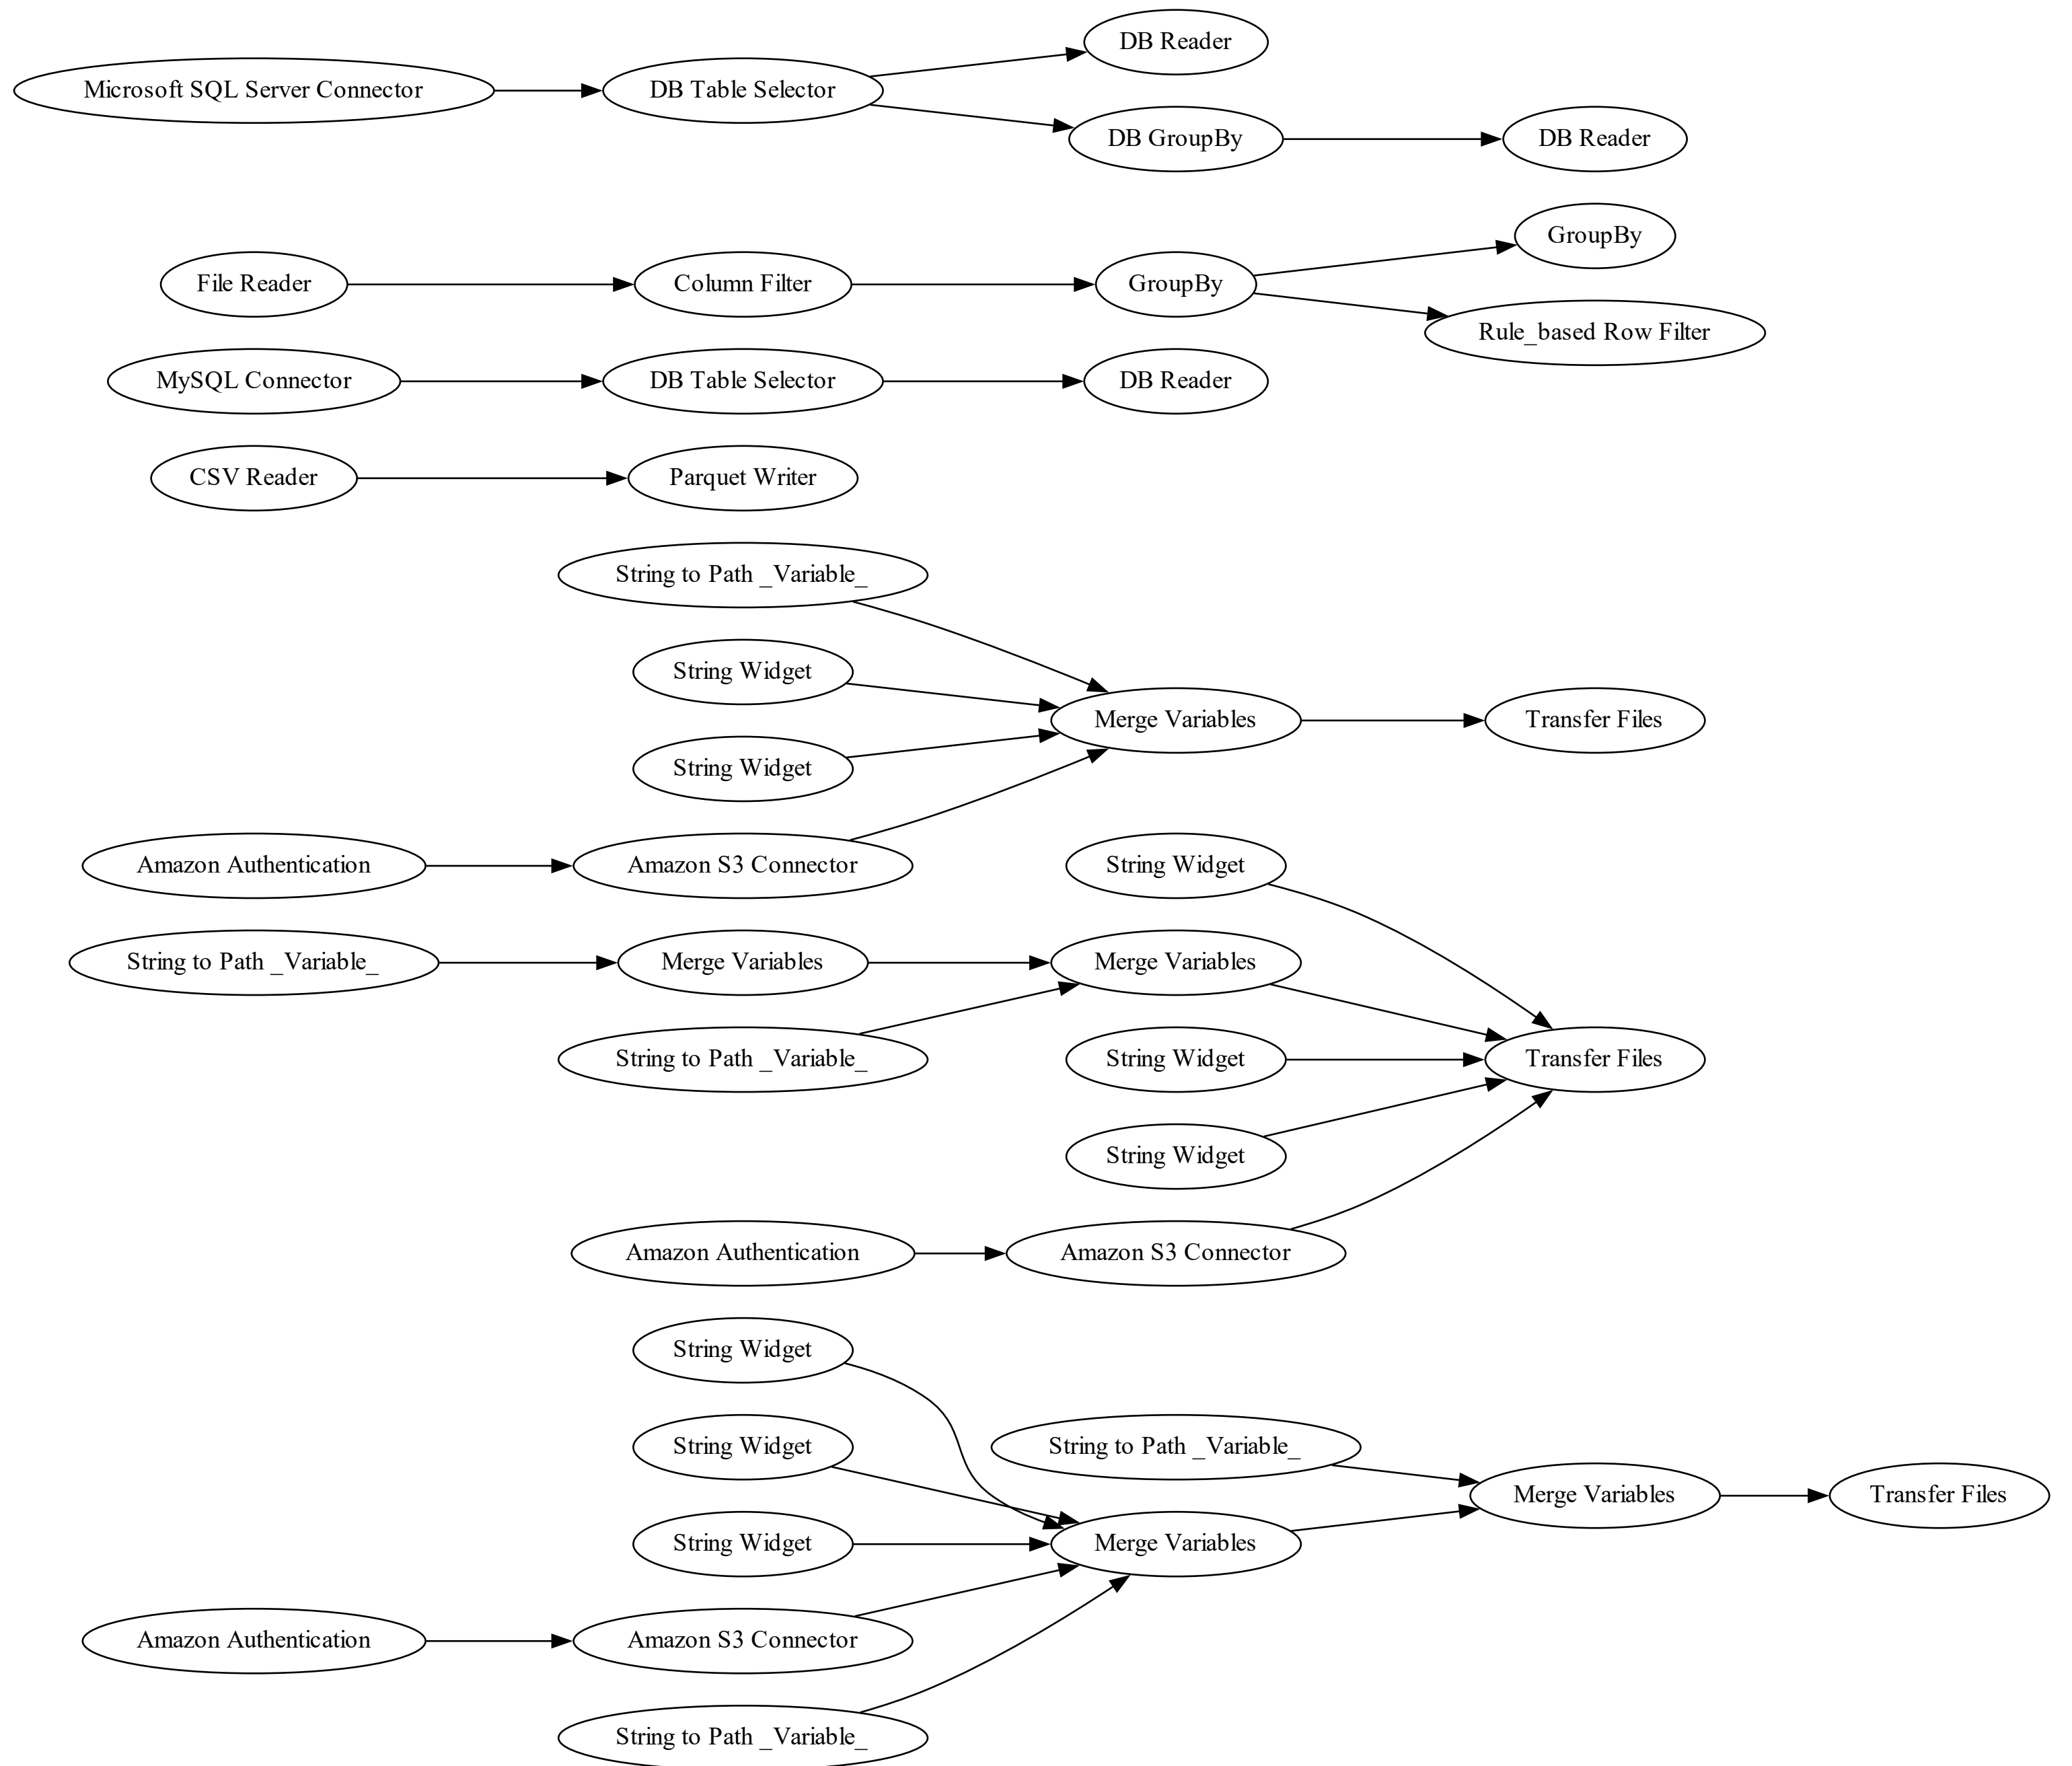 DB Reader
Microsoft SQL Server Connector
DB Table Selector
DB GroupBy
DB Reader
GroupBy
File Reader
Column Filter
GroupBy
Rule_based Row Filter
MySQL Connector
DB Table Selector
DB Reader
CSV Reader
Parquet Writer
String to Path _Variable_
String Widget
Merge Variables
Transfer Files
String Widget
Amazon Authentication
Amazon S3 Connector
String Widget
String to Path _Variable_
Merge Variables
Merge Variables
String to Path _Variable_
String Widget
Transfer Files
String Widget
Amazon Authentication
Amazon S3 Connector
String Widget
String Widget
String to Path _Variable_
Merge Variables
Transfer Files
String Widget
Merge Variables
Amazon Authentication
Amazon S3 Connector
String to Path _Variable_